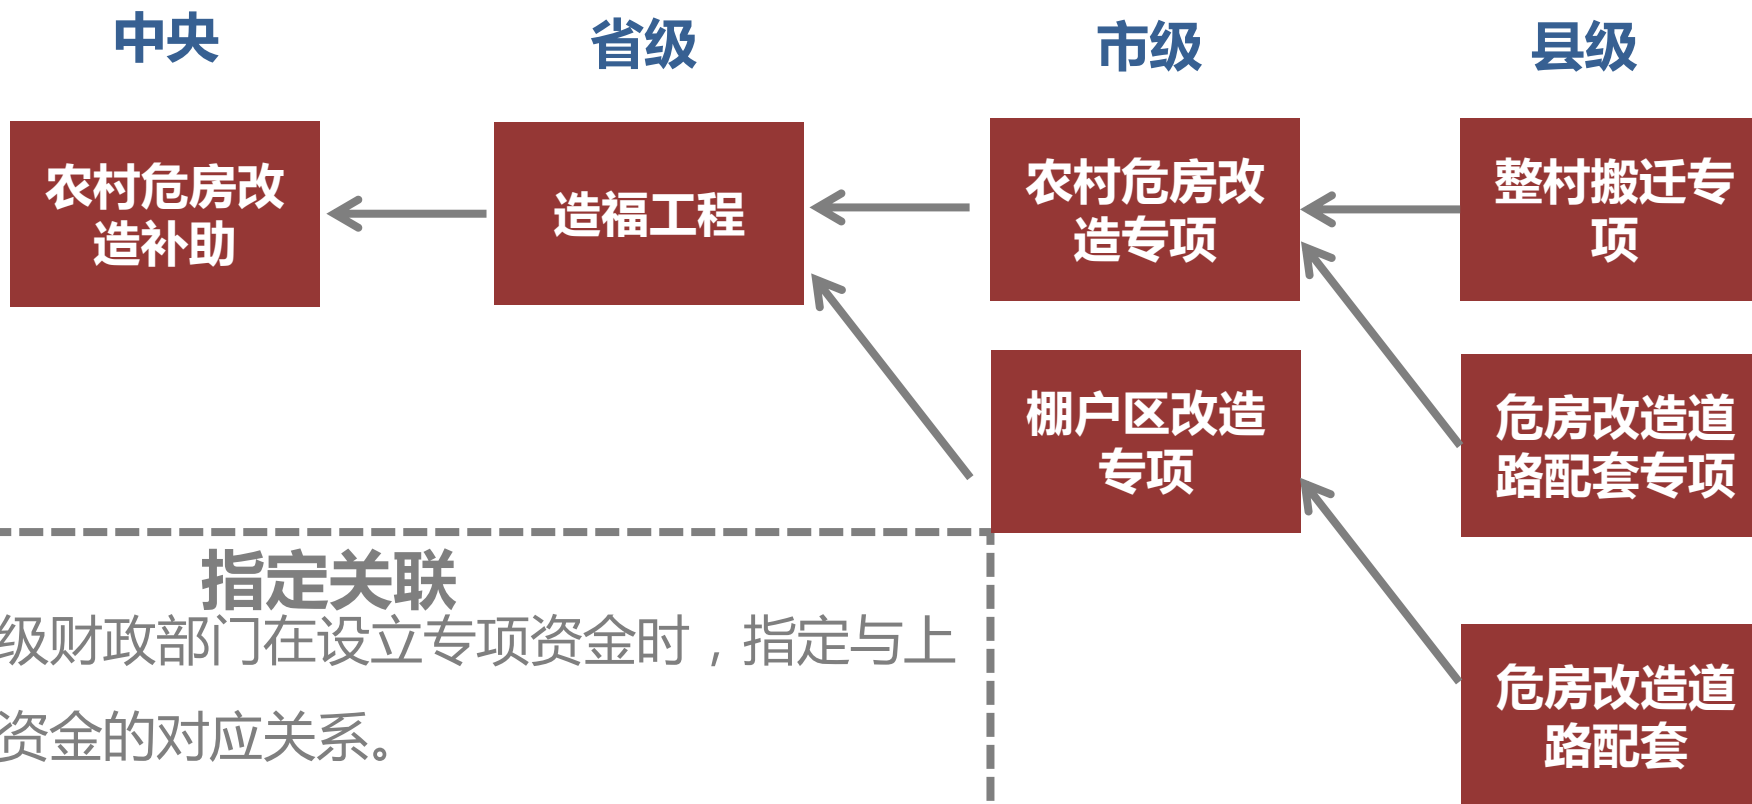 中央
省级
市级
县级
农村危房改
造补助
造福工程
农村危房改
造专项
整村搬迁专
项
棚户区改造
专项
危房改造道
路配套专项
危房改造道
路配套
指定关联
级财政部门在设立专项资金时，指定与上
资金的对应关系。